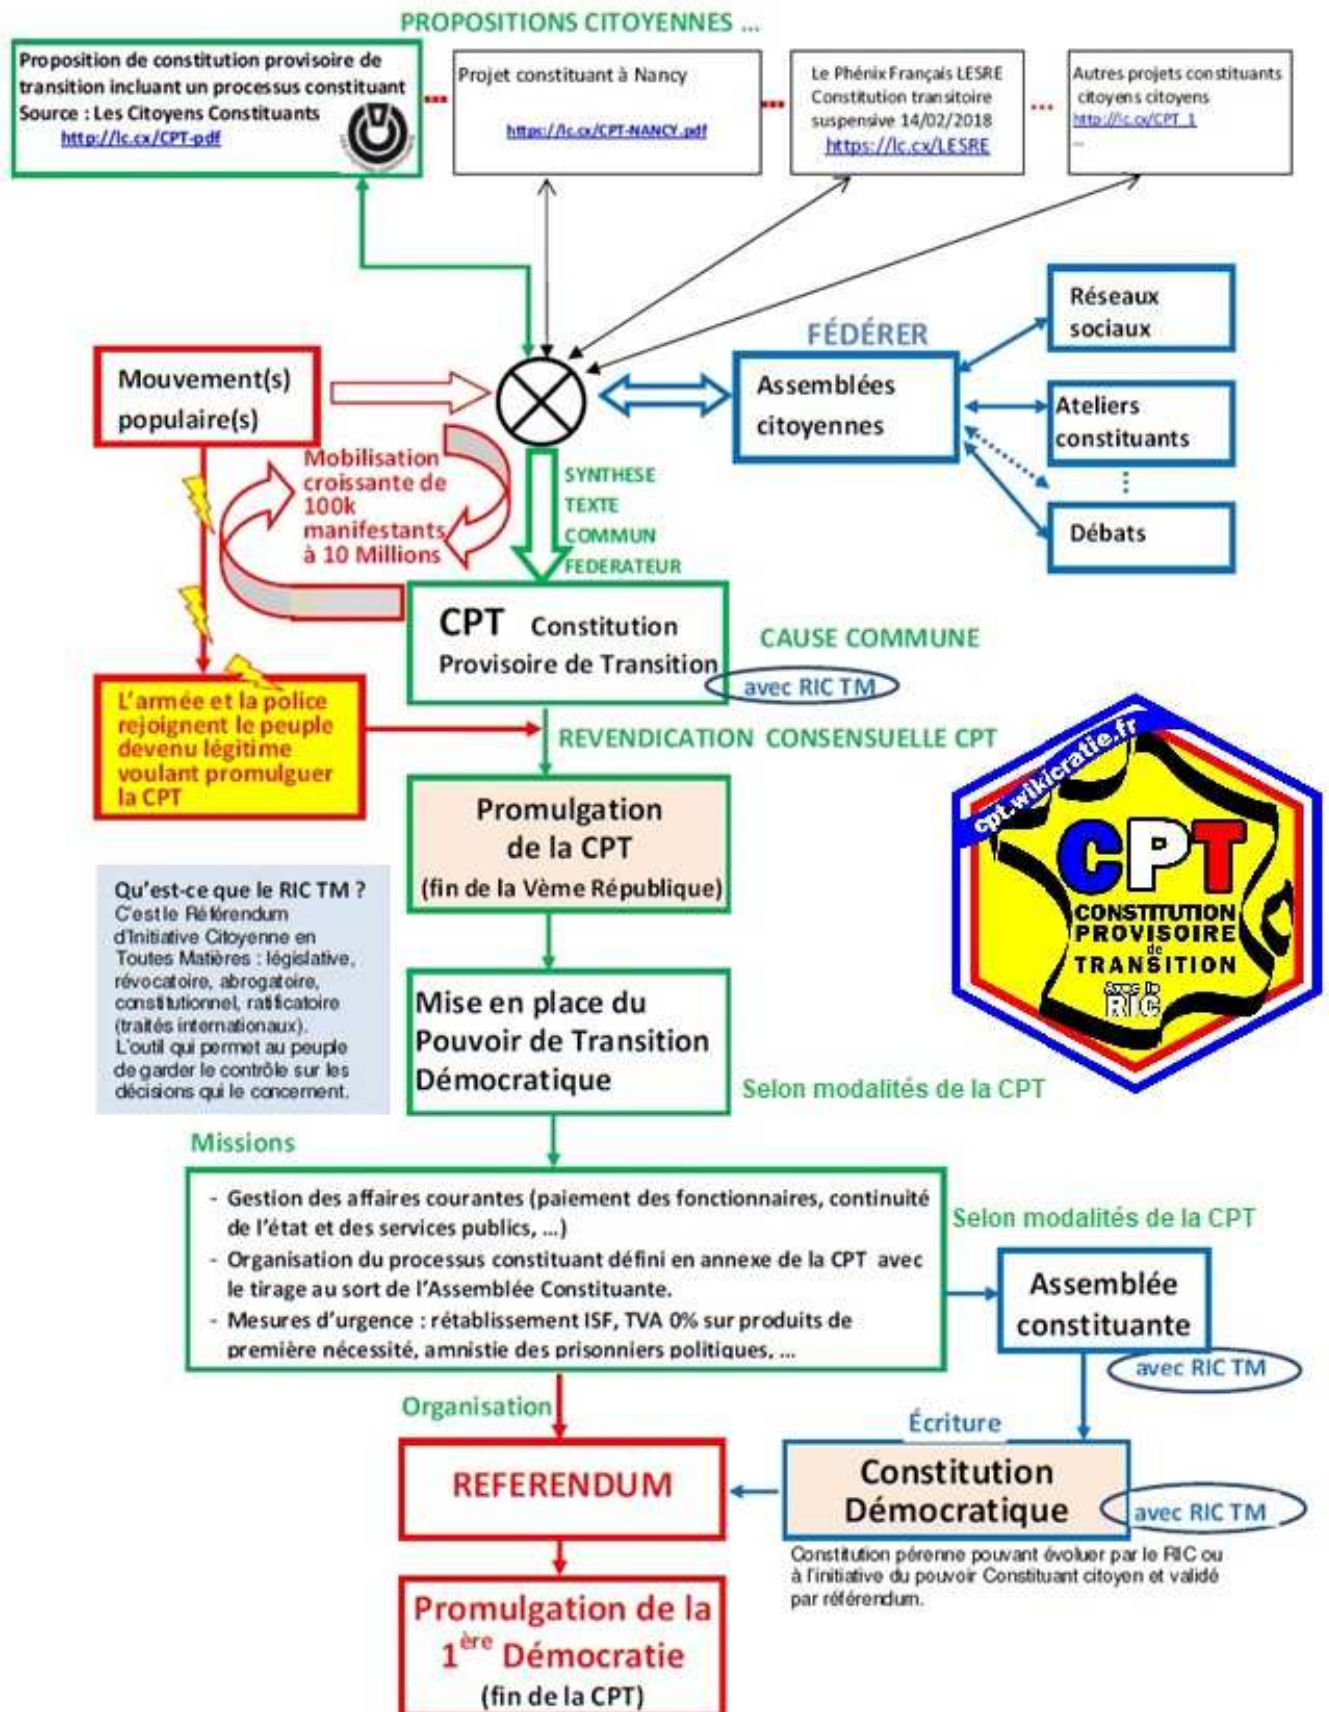 PROPOSITIONS CITOYENNES ...
Proposition de constitution provisoire de
transition incluant un processus constituant
Source : Les Citoyens Constituants
http://lc.cx/CPT-pdf
Projet constituant à Nancy
https://lc.cx/CPT-NANCY.pdf
Le Phénix Français LESRE
Constitution transitoire
suspensive 14/02/2018
https://lc.cx/LESRE
Autres projets constituants
citoyens citoyens
http://lc.cx/CPT_1
...
Mouvement(s)
populaire(s)
FÉDÉRER
Assemblées
citoyennes
Réseaux
sociaux
Ateliers
constituants
Débats
Mobilisation
croissante de
100k
manifestants
à 10 Millions
SYNTHESE
TEXTE
COMMUN
FEDERATEUR
CPT Constitution
Provisoire de Transition
avec RIC TM
CAUSE COMMUNE
L'armée et la police
rejoignent le peuple
devenu légitime
voulant promulguer
la CPT
REVENDICATION CONSENSUELLE CPT
Promulgation
de la CPT
(fin de la Vème République)
cpt.wikicratie.fr
CPT
CONSTITUTION
PROVISOIRE
de
TRANSITION
Avec le
RIC
Qu'est-ce que le RIC TM ?
C'est le Référendum
d'Initiative Citoyenne en
Toutes Matières : législative,
révocatoire, abrogatoire,
constitutionnel, ratificatoire
(traités internationaux).
L'outil qui permet au peuple
de garder le contrôle sur les
décisions qui le concernent.
Mise en place du
Pouvoir de Transition
Démocratique
Selon modalités de la CPT
Missions
- Gestion des affaires courantes (paiement des fonctionnaires, continuité
de l'état et des services publics, ...)
- Organisation du processus constituant défini en annexe de la CPT avec
le tirage au sort de l'Assemblée Constituante.
- Mesures d'urgence : rétablissement ISF, TVA 0% sur produits de
première nécessité, amnistie des prisonniers politiques, ...
Selon modalités de la CPT
Assemblée
constituante
avec RIC TM
Organisation
Écriture
REFERENDUM
Constitution
Démocratique
avec RIC TM
Constitution pérenne pouvant évoluer par le RIC ou
à l'initiative du pouvoir Constituant citoyen et validé
par référendum.
Promulgation de la
1ère Démocratie
(fin de la CPT)